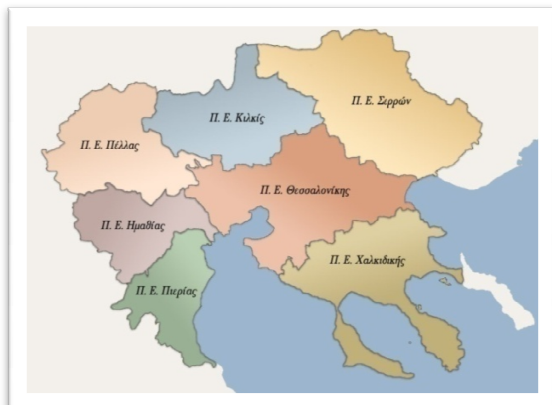 Π. Ε. Σερρών
Π. Ε. Κιλκίς
Π. Ε. Πέλλας
Π. Ε. Θεσσαλονίκης
Π. Ε. Ημαθίας
Π. Ε. Χαλκιδικής
Π. Ε. Πιερίας